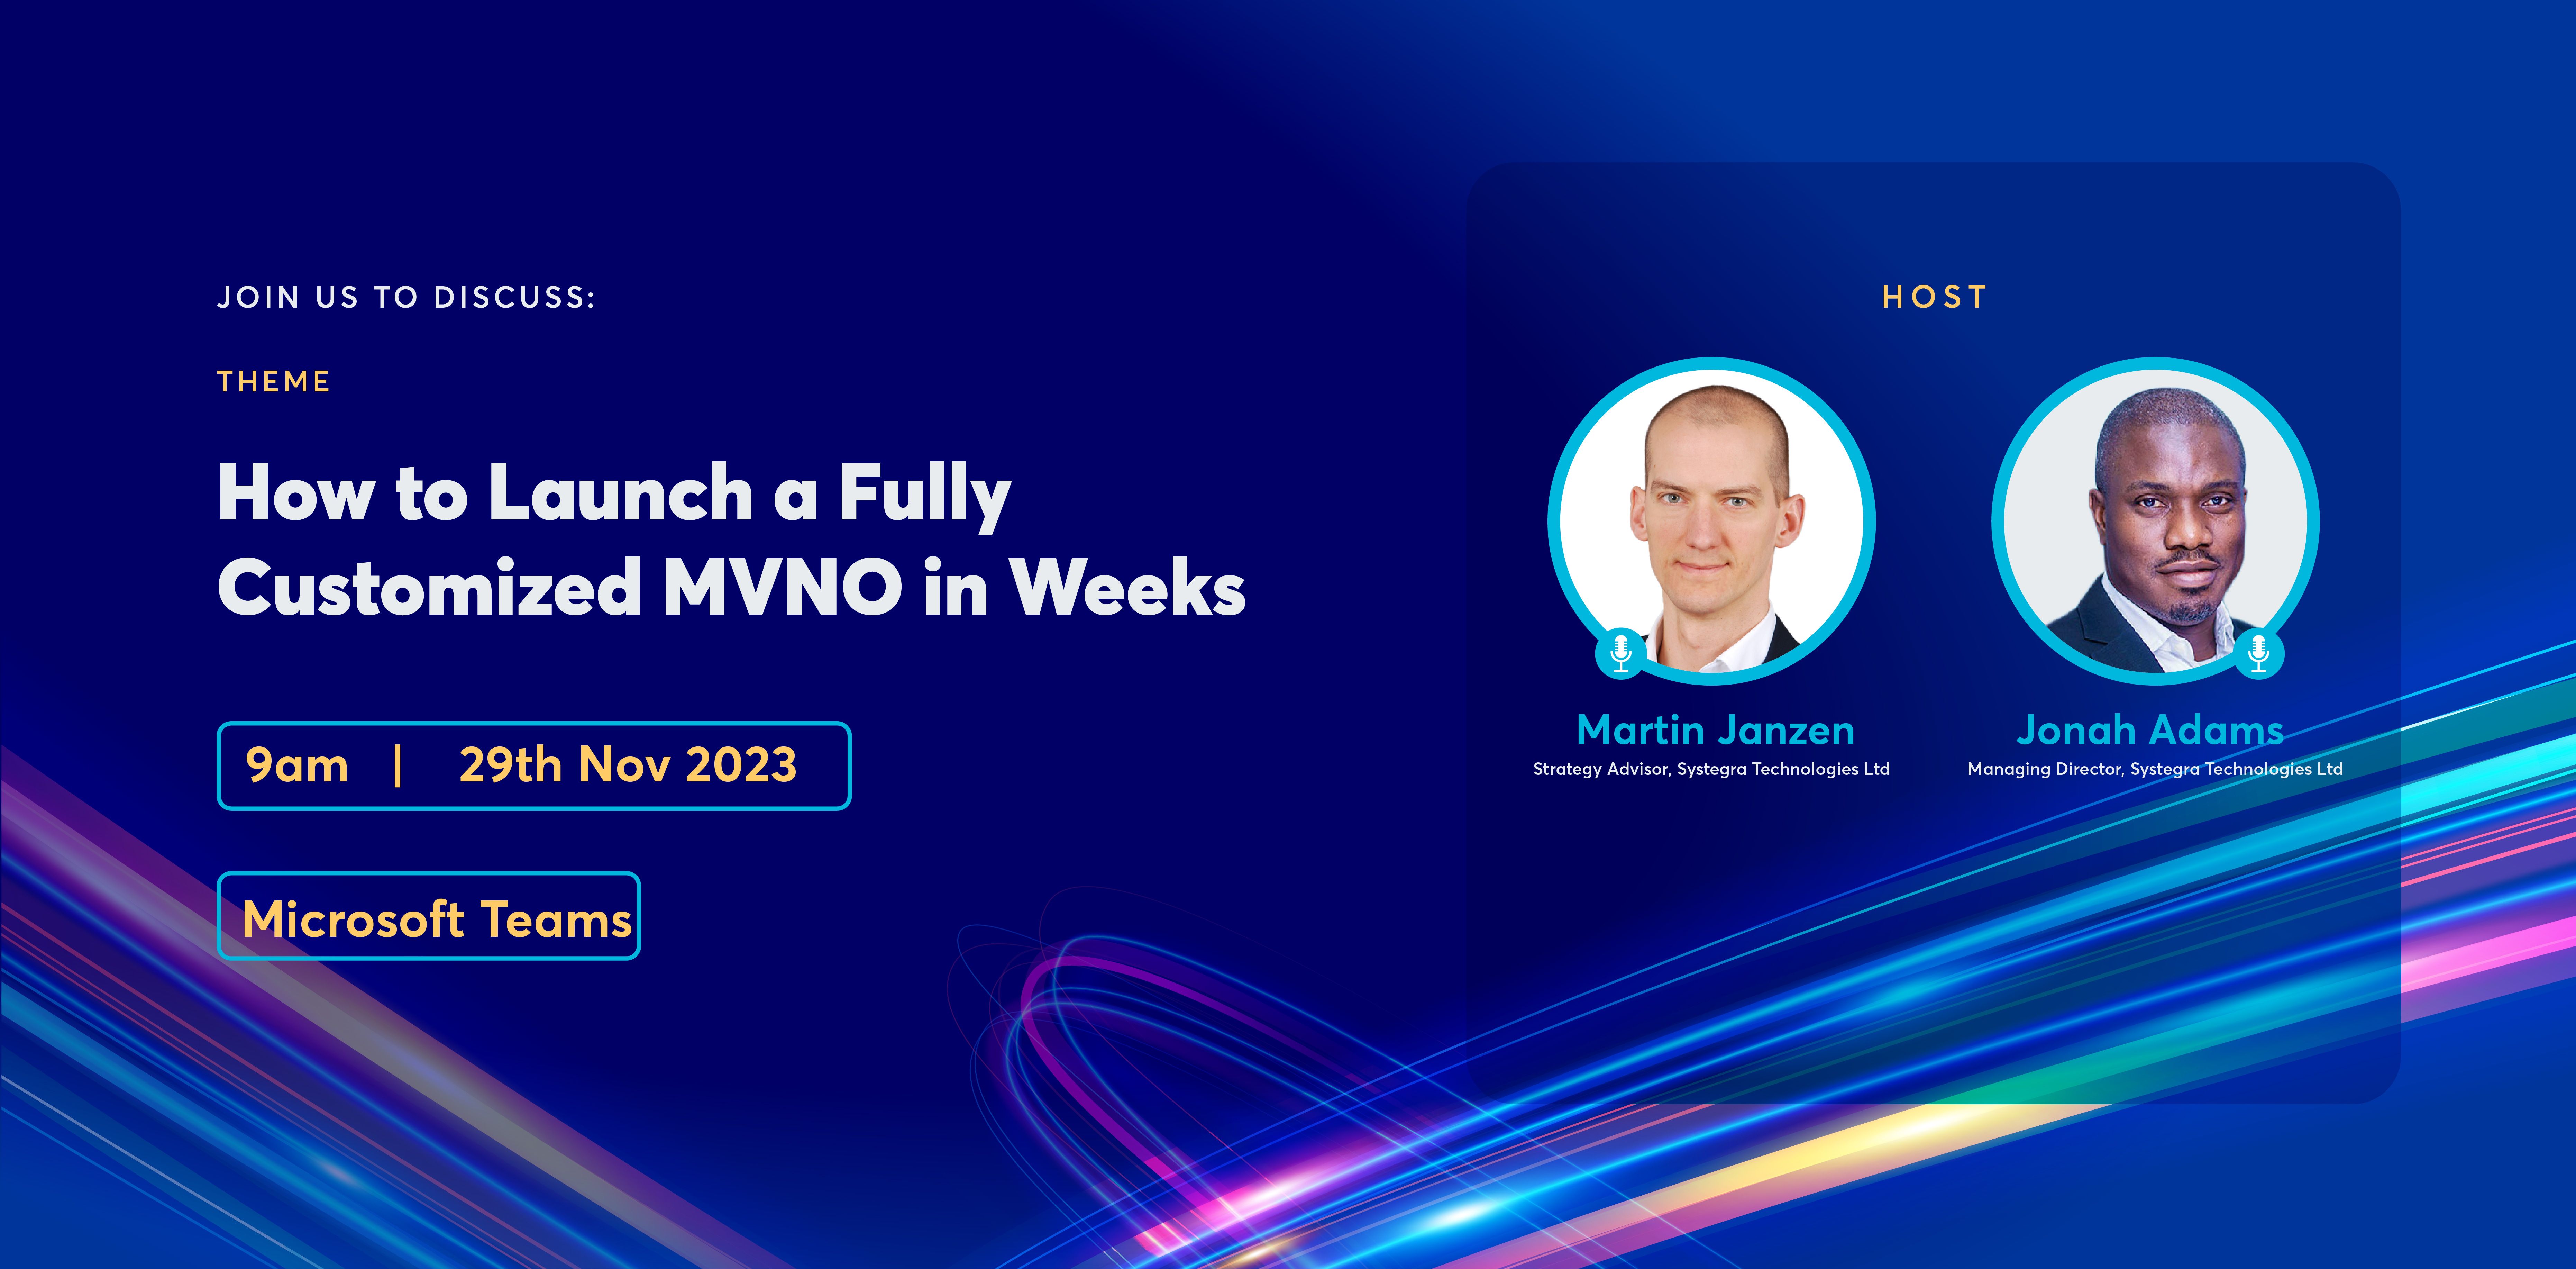 JOIN US TO DISCUSS:
THEME
How to Launch a Fully
Customized MVNO in Weeks
9am | 29th Nov 2023
Microsoft Teams
HOST
Martin Janzen
Strategy Advisor, Systegra Technologies Ltd
Jonah Adams
Managing Director, Systegra Technologies Ltd